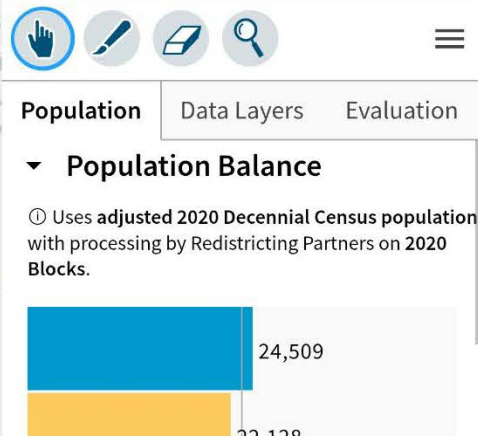 Population Data Layers Evaluation
Population Balance
ⓘ Uses adjusted 2020 Decennial Census population
with processing by Redistricting Partners on 2020
Blocks.
24,509